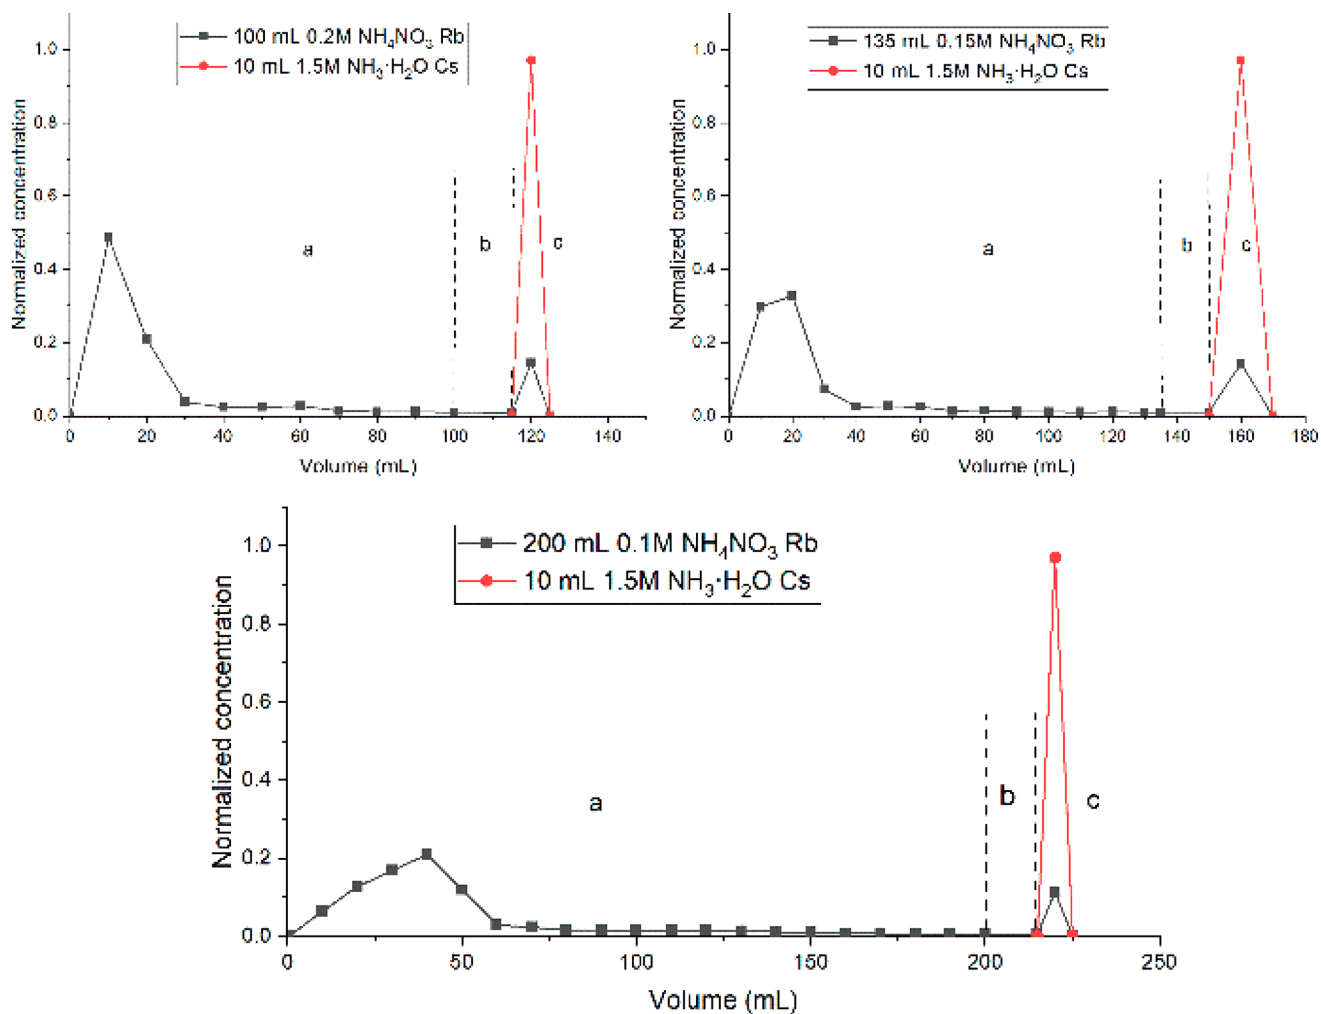 100 mL 0.2M NH₄NO₃ Rb
10 mL 1.5M NH₃·H₂O Cs
1.0
0.8
0.6
0.4
0.2
0.0
Normalized concentration
a
b
c
0 20 40 60 80 100 120 140
Volume (mL)
135 mL 0.15M NH₄NO₃ Rb
10 mL 1.5M NH₃·H₂O Cs
1.0
0.8
0.6
0.4
0.2
0.0
Normalized concentration
a
b
c
0 20 40 60 80 100 120 140 160 180
Volume (mL)
200 mL 0.1M NH₄NO₃ Rb
10 mL 1.5M NH₃·H₂O Cs
1.0
0.8
0.6
0.4
0.2
0.0
Normalized concentration
a
b
c
0 50 100 150 200 250
Volume (mL)